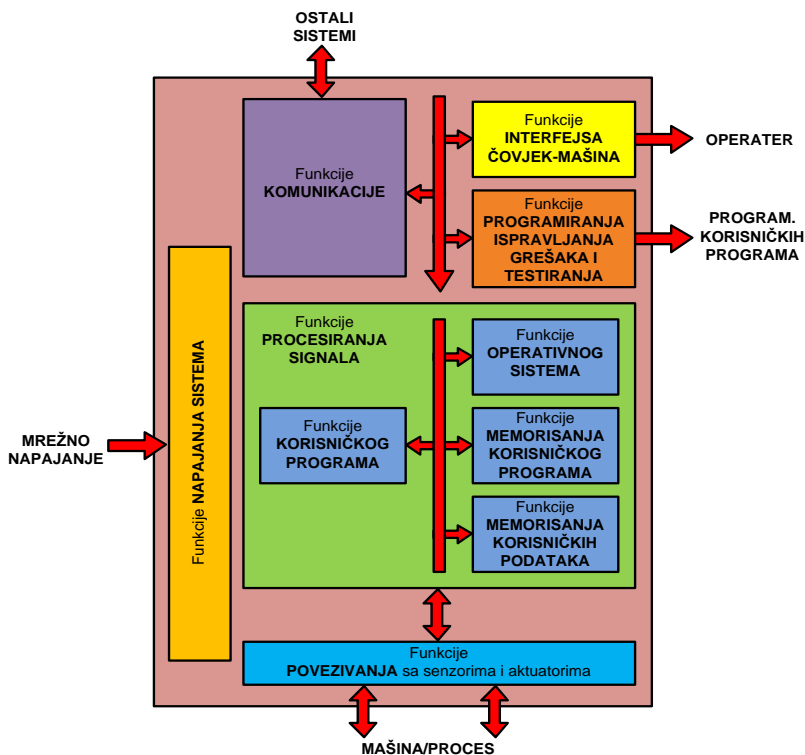 OSTALI
SISTEMI
Funkcije
KOMUNIKACIJE
Funkcije
INTERFEJSA
ČOVJEK-MAŠINA
OPERATER
Funkcije
PROGRAMIRANJA
ISPRAVLJANJA
GREŠAKA I
TESTIRANJA
PROGRAM.
KORISNIČKIH
PROGRAMA
MREŽNO
NAPAJANJE
Funkcije NAPAJANJA SISTEMA
Funkcije
PROCESIRANJA
SIGNALA
Funkcije
OPERATIVNOG
SISTEMA
Funkcije
KORISNIČKOG
PROGRAMA
Funkcije
MEMORISANJA
KORISNIČKOG
PROGRAMA
Funkcije
MEMORISANJA
KORISNIČKIH
PODATAKA
Funkcije
POVEZIVANJA sa senzorima i aktuatorima
MAŠINA/PROCES